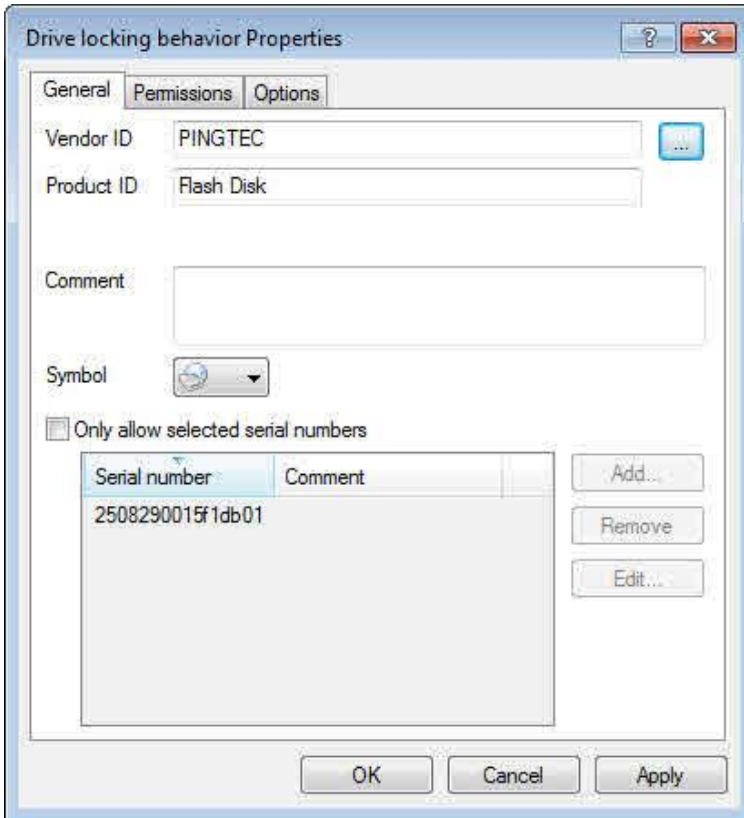 Drive locking behavior Properties
General Permissions Options
Vendor ID PINGTEC ...
Product ID Flash Disk
Comment
Symbol
Only allow selected serial numbers
Serial number Comment Add...
2508290015f1db01 Remove
Edit...
OK Cancel Apply